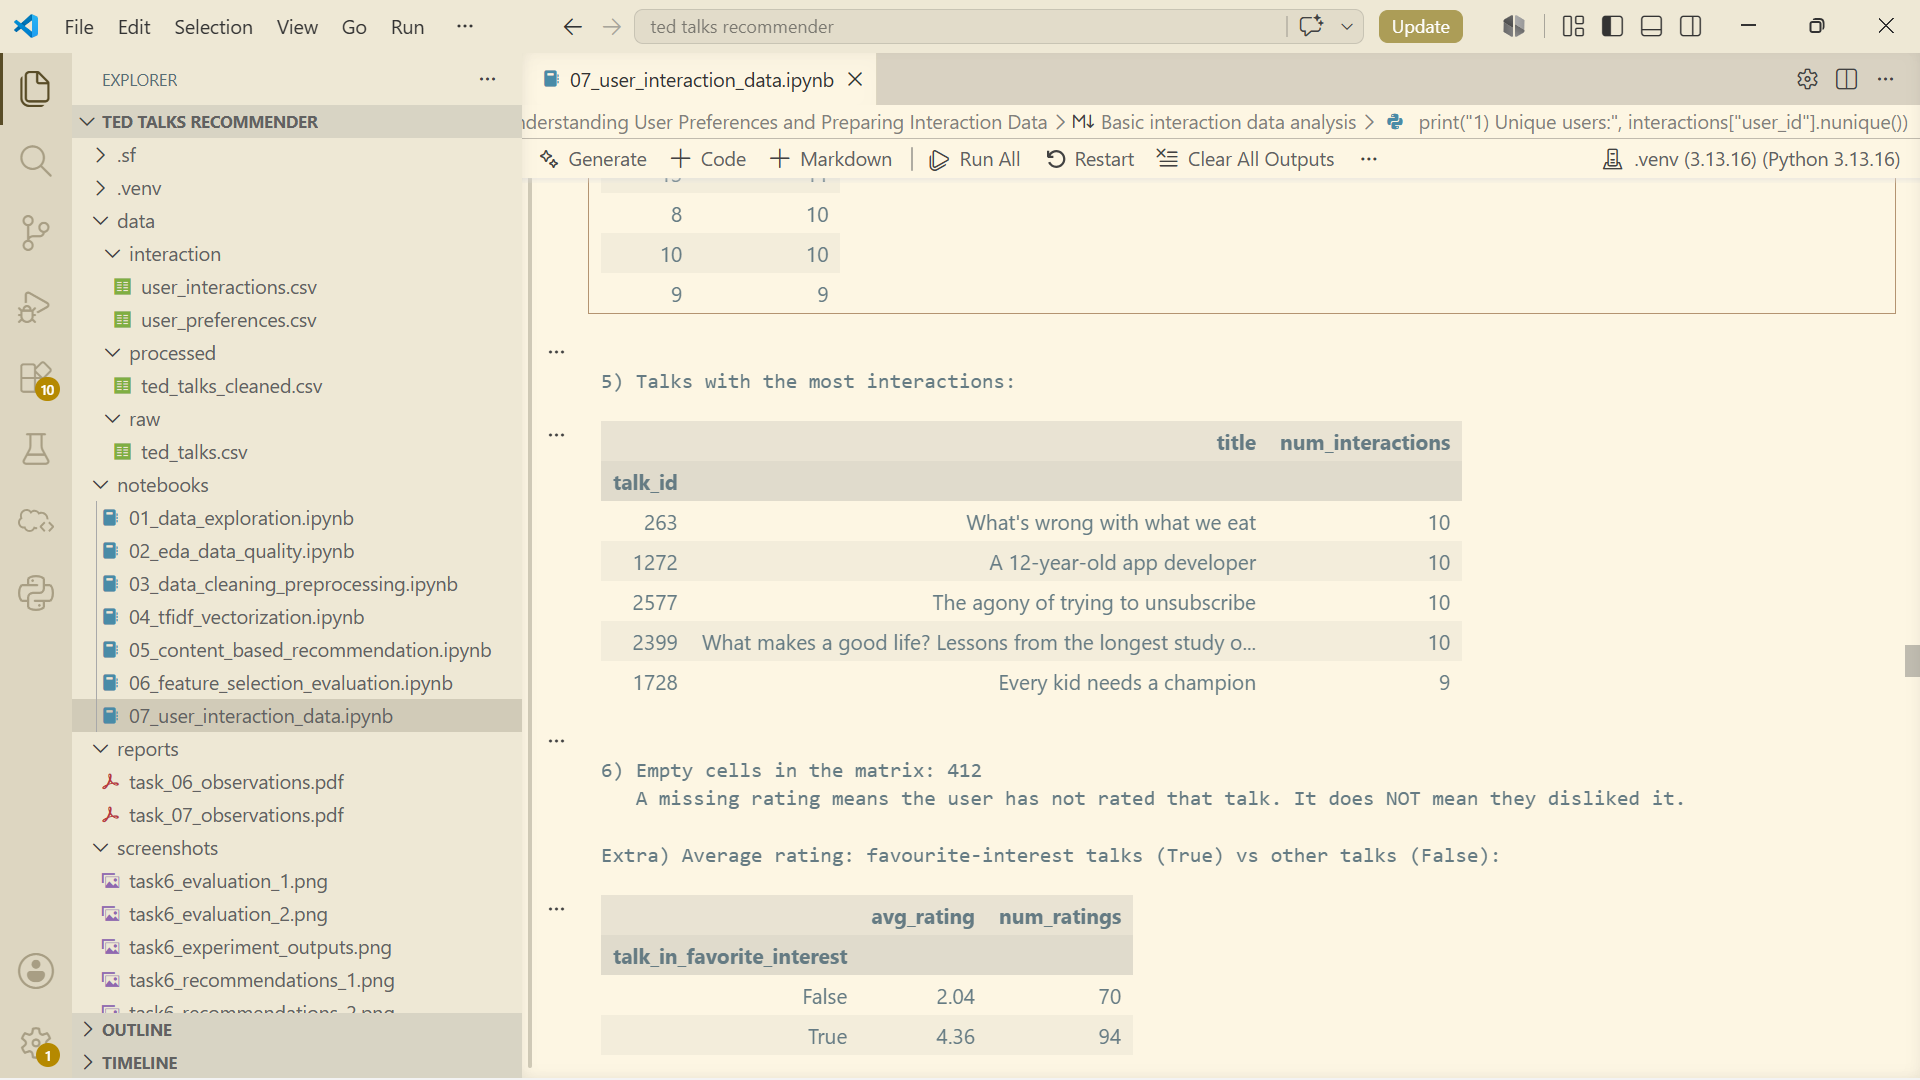 File Edit Selection View Go Run ···
ted talks recommender
Update
EXPLORER
TED TALKS RECOMMENDER
.sf
.venv
data
interaction
user_interactions.csv
user_preferences.csv
processed
ted_talks_cleaned.csv
raw
ted_talks.csv
notebooks
01_data_exploration.ipynb
02_eda_data_quality.ipynb
03_data_cleaning_preprocessing.ipynb
04_tfidf_vectorization.ipynb
05_content_based_recommendation.ipynb
06_feature_selection_evaluation.ipynb
07_user_interaction_data.ipynb
reports
task_06_observations.pdf
task_07_observations.pdf
screenshots
task6_evaluation_1.png
task6_evaluation_2.png
task6_experiment_outputs.png
task6_recommendations_1.png
task6_recommendations_2.png
OUTLINE
TIMELINE
10
1
07_user_interaction_data.ipynb
nderstanding User Preferences and Preparing Interaction Data > M↓ Basic interaction data analysis > print("1) Unique users:", interactions["user_id"].nunique())
Generate + Code + Markdown | Run All Restart Clear All Outputs ··· .venv (3.13.16) (Python 3.13.16)
8 10
10 10
9 9
5) Talks with the most interactions:
title num_interactions
talk_id
263 What's wrong with what we eat 10
1272 A 12-year-old app developer 10
2577 The agony of trying to unsubscribe 10
2399 What makes a good life? Lessons from the longest study o... 10
1728 Every kid needs a champion 9
6) Empty cells in the matrix: 412
A missing rating means the user has not rated that talk. It does NOT mean they disliked it.
Extra) Average rating: favourite-interest talks (True) vs other talks (False):
avg_rating num_ratings
talk_in_favorite_interest
False 2.04 70
True 4.36 94